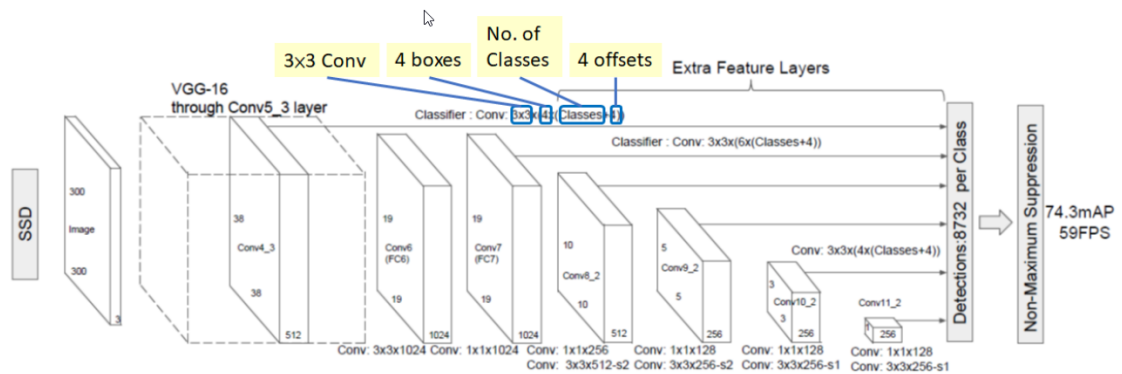 No. of
Classes
3×3 Conv
4 boxes
4 offsets
Extra Feature Layers
VGG-16
through Conv5_3 layer
Classifier : Conv: 3x3x(4x(Classes+4))
Classifier : Conv: 3x3x(6x(Classes+4))
SSD
300
Image
300
3
38
Conv4_3
38
512
19
Conv6
(FC6)
19
1024
19
Conv7
(FC7)
19
1024
10
Conv8_2
10
512
5
Conv9_2
5
256
Conv: 3x3x(4x(Classes+4))
3
Conv10_2
3
256
Conv11_2
1
256
Detections:8732 per Class
Non-Maximum Suppression
74.3mAP
59FPS
Conv: 3x3x1024
Conv: 1x1x1024
Conv: 1x1x256
Conv: 3x3x512-s2
Conv: 1x1x128
Conv: 3x3x256-s2
Conv: 1x1x128
Conv: 3x3x256-s1
Conv: 1x1x128
Conv: 3x3x256-s1